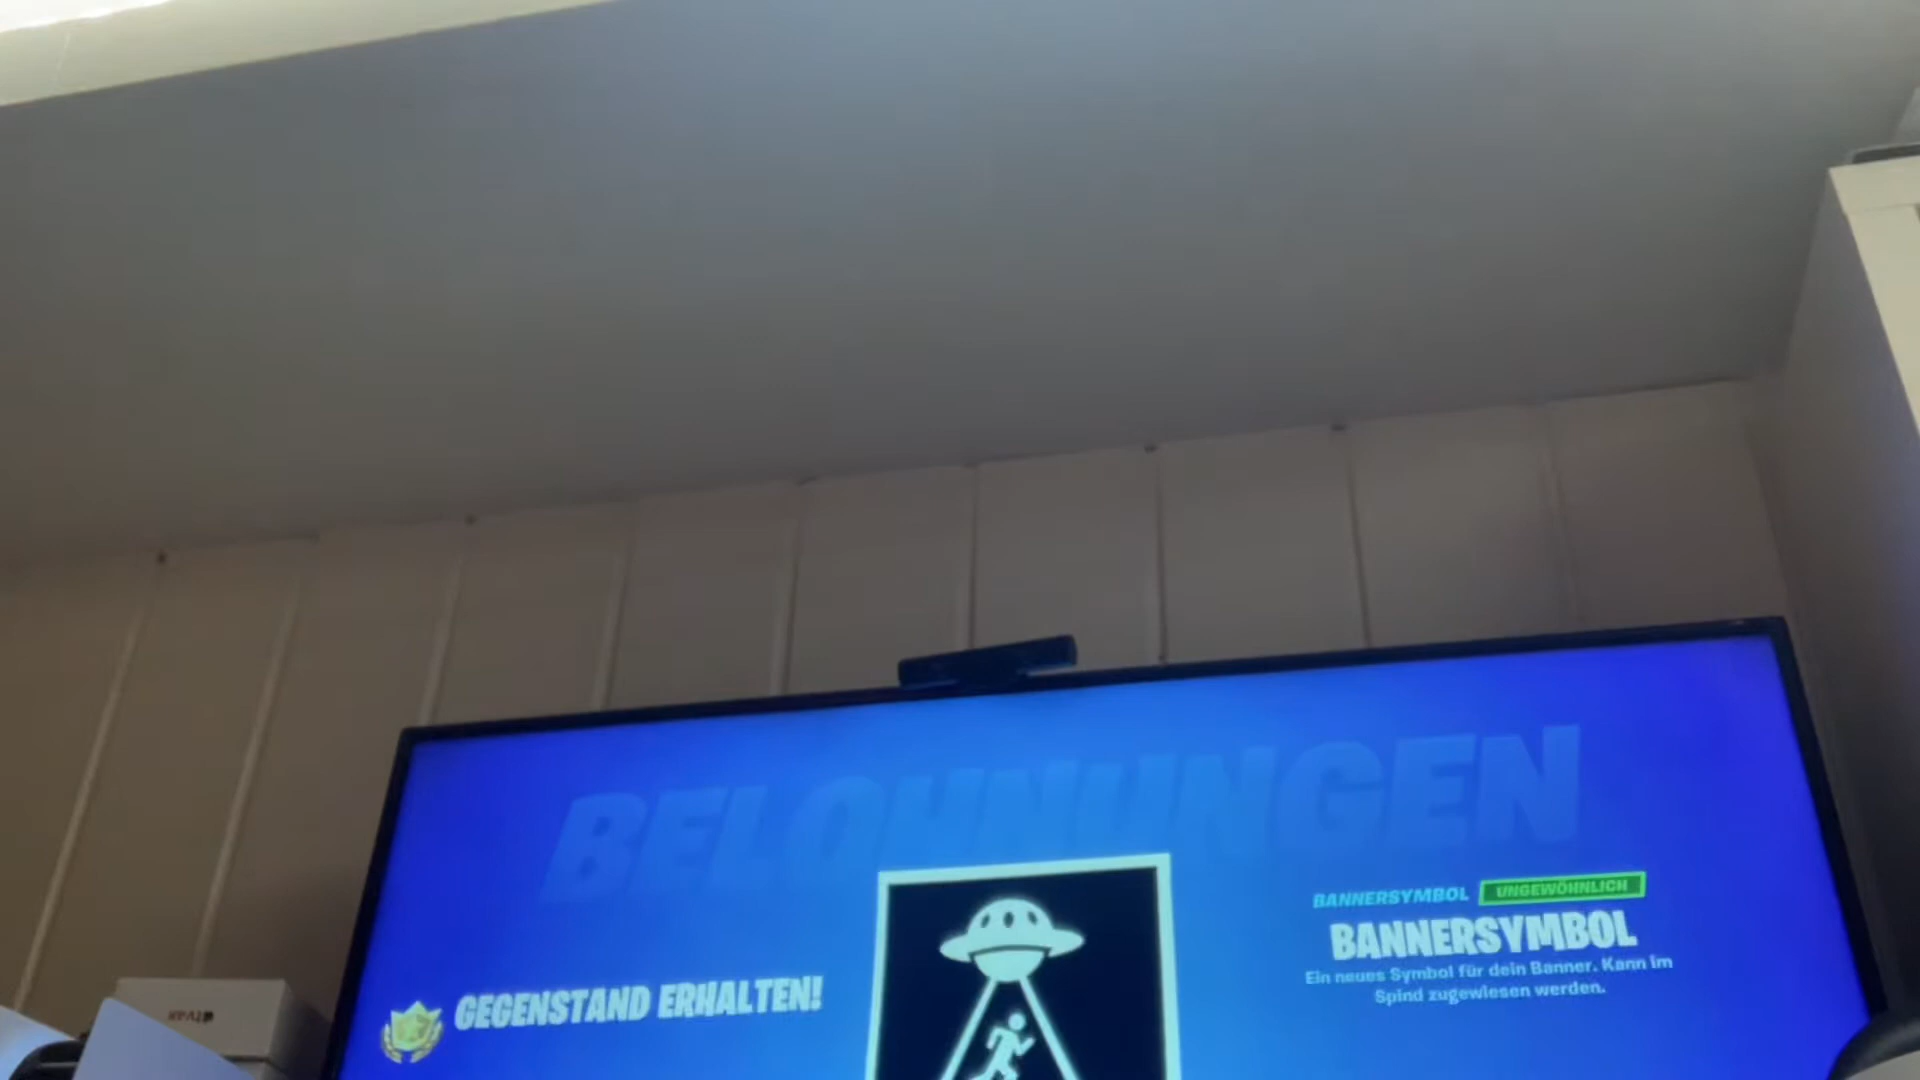 BELOHNUNGEN
BANNERSYMBOL UNGEWÖHNLICH
BANNERSYMBOL
Ein neues Symbol für dein Banner. Kann im
Spind zugewiesen werden.
GEGENSTAND ERHALTEN!